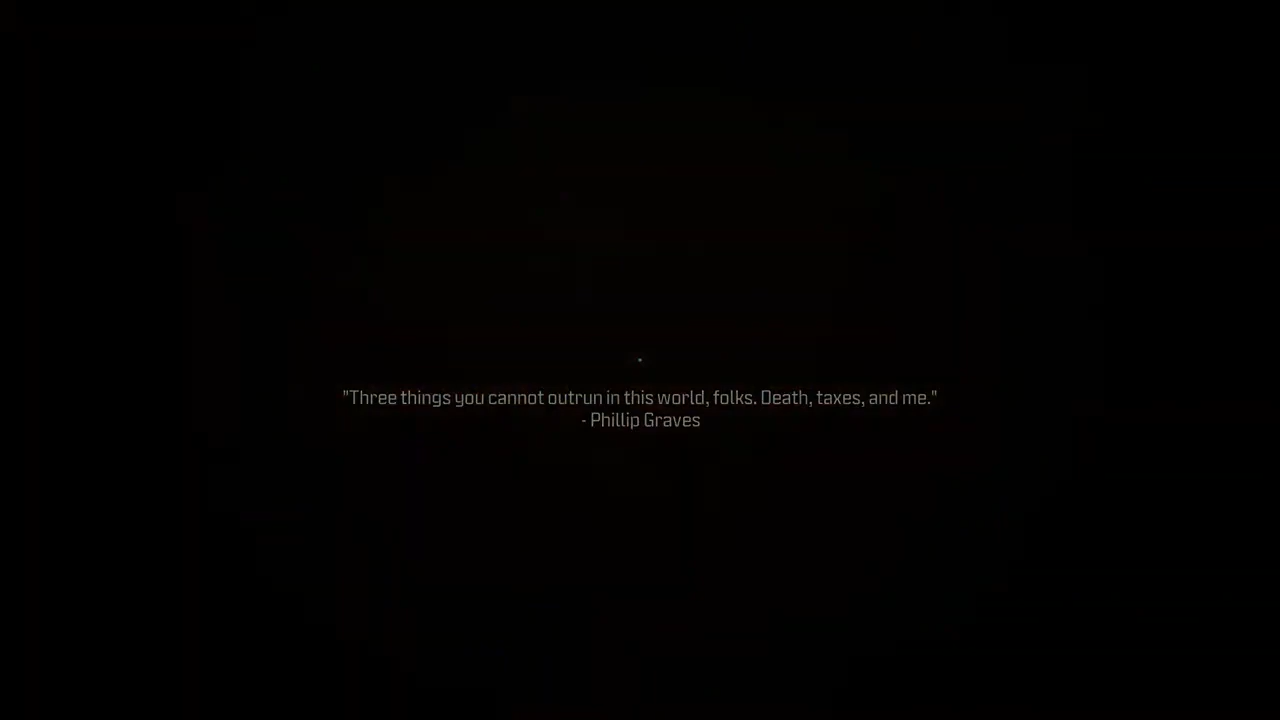 "Three things you cannot outrun in this world, folks. Death, taxes, and me."
- Phillip Graves